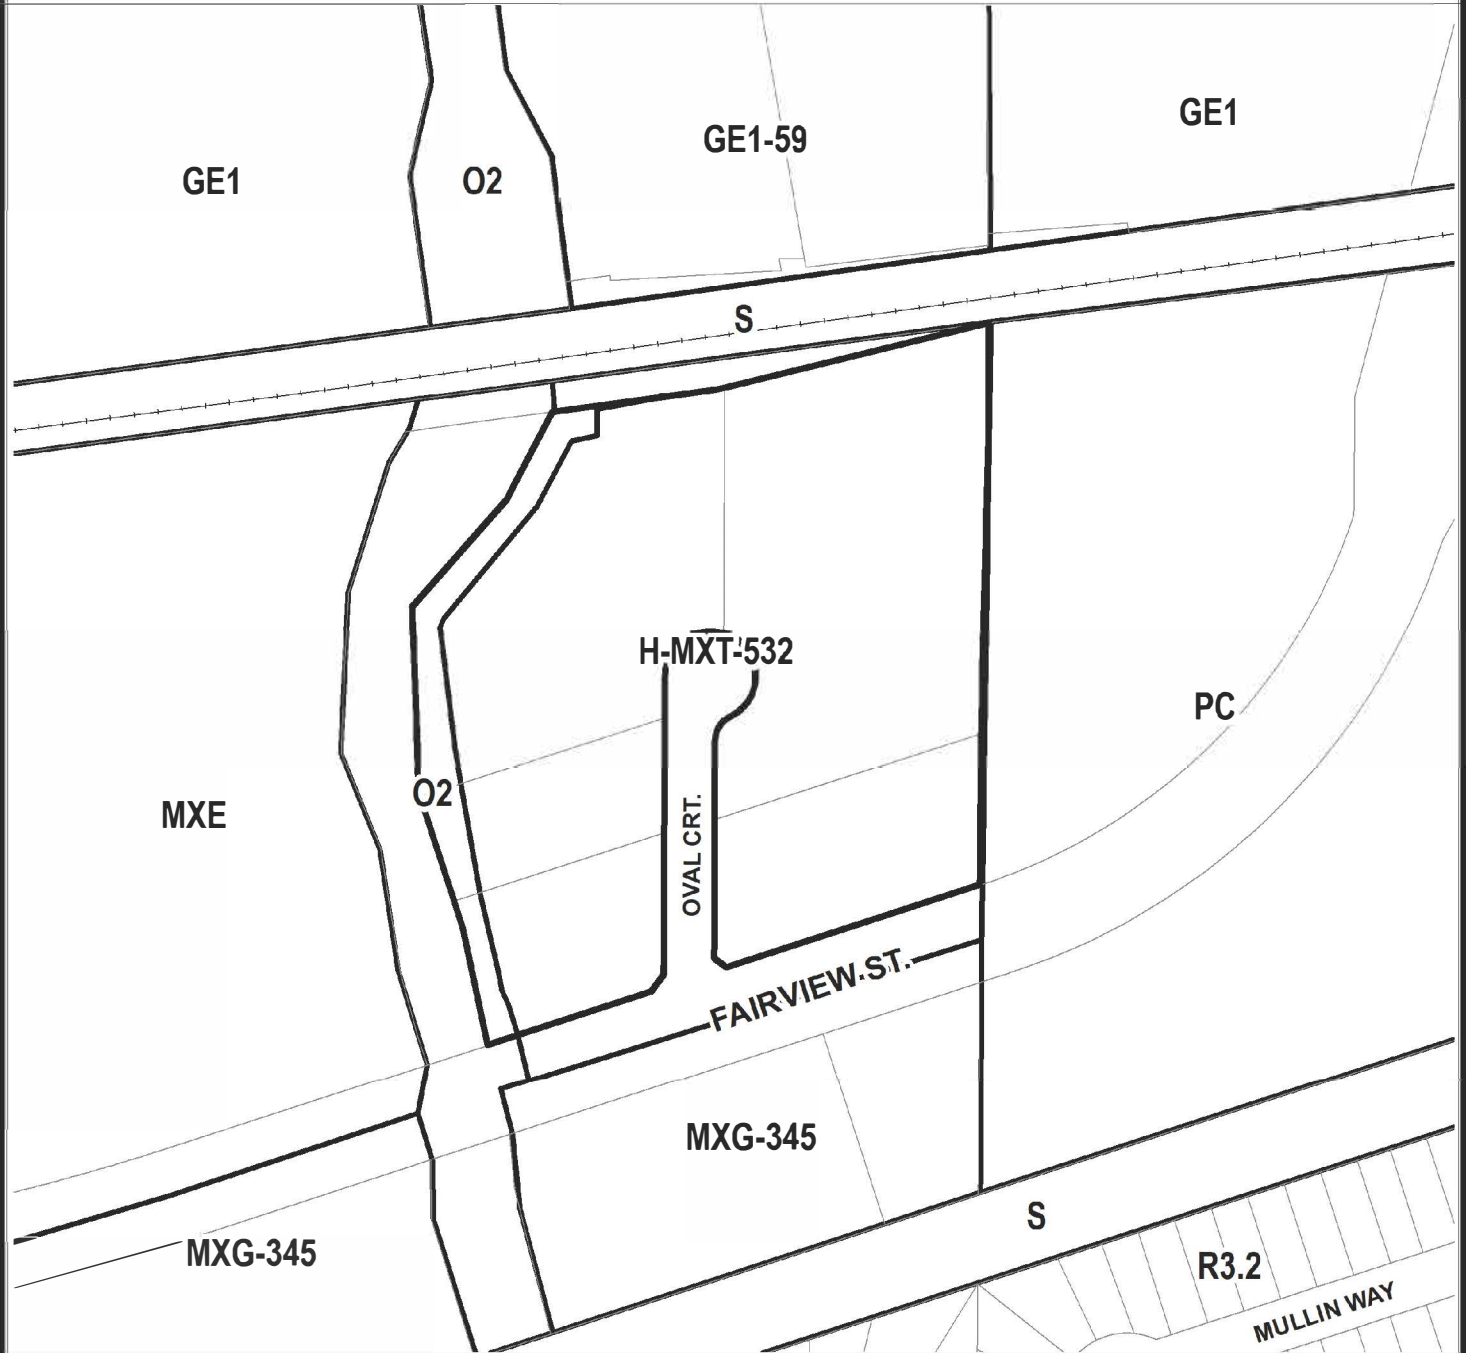 GE1
GE1-59
GE1
O2
S
H-MXT-532
PC
O2
MXE
OVAL CRT.
FAIRVIEW ST.
MXG-345
S
MXG-345
R3.2
MULLIN WAY